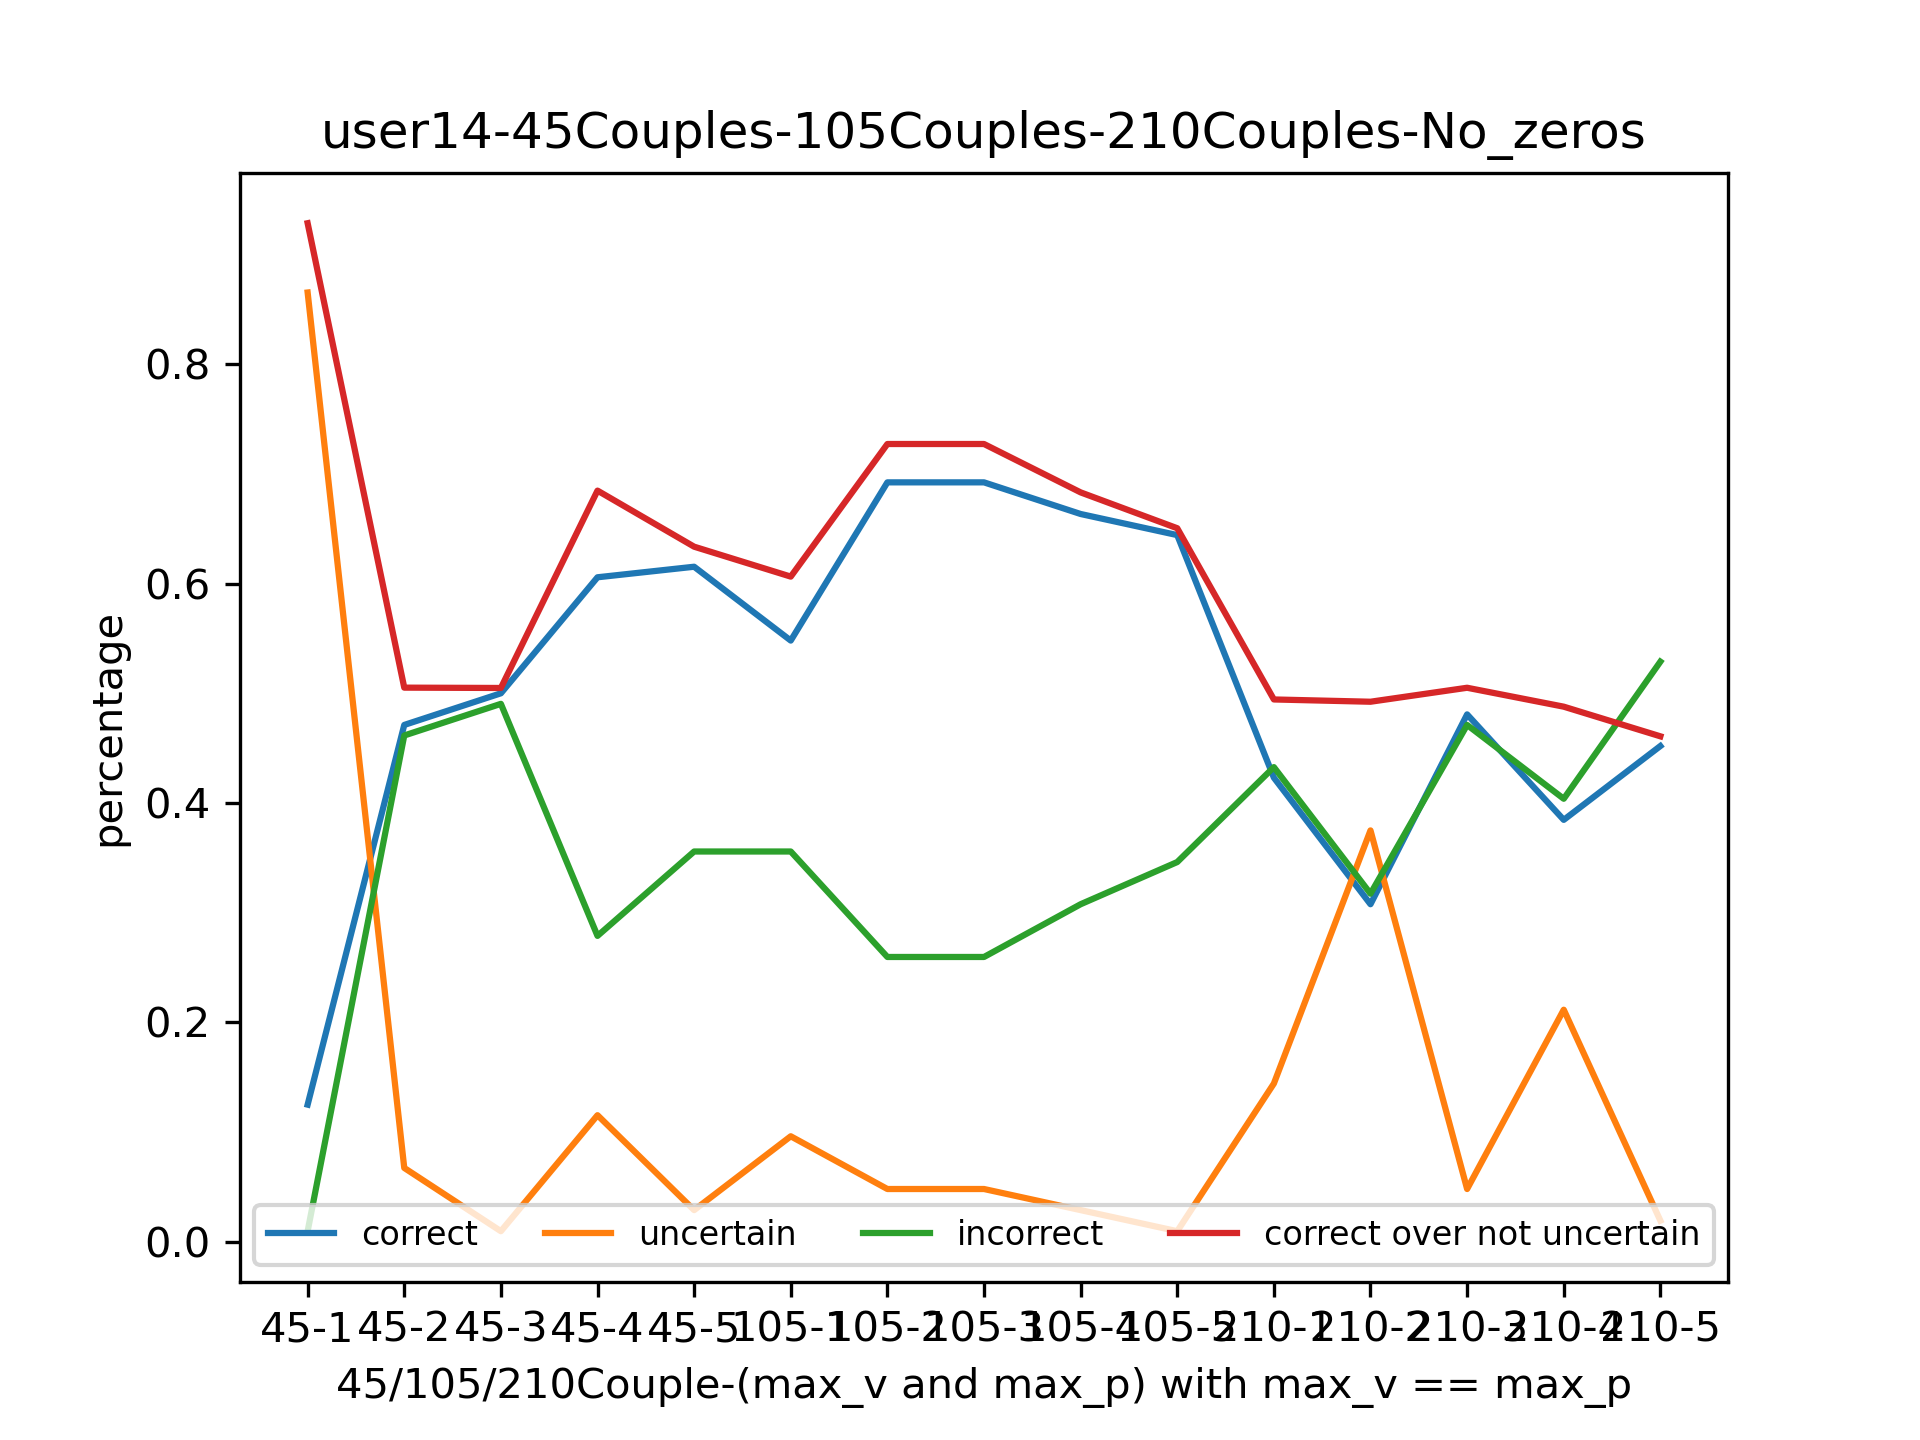 user14-45Couples-105Couples-210Couples-No_zeros
percentage
0.8
0.6
0.4
0.2
0.0
correct uncertain incorrect correct over not uncertain
45-1 45-2 45-3 45-4 45-5 105-1 105-2 105-3 105-4 105-5 210-1 210-2 210-3 210-4 210-5
45/105/210Couple-(max_v and max_p) with max_v == max_p